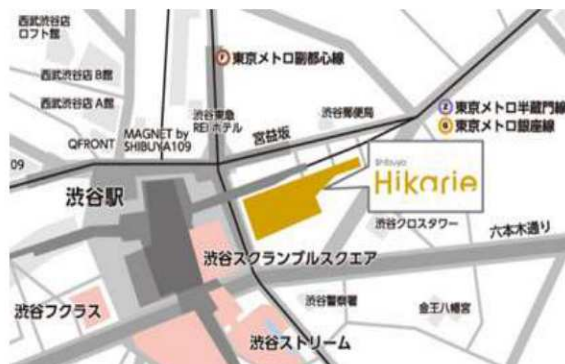 西武渋谷店
ロフト館
西武渋谷店 B館
西武渋谷店 A館
F 東京メトロ副都心線
渋谷東急
REI ホテル
渋谷郵便局
Z 東京メトロ半蔵門線
G 東京メトロ銀座線
QFRONT
MAGNET by
SHIBUYA109
宮益坂
09
Shibuya
Hikarie
渋谷駅
渋谷クロスタワー
六本木通り
渋谷スクランブルスクエア
渋谷フクラス
渋谷警察署
金王八幡宮
渋谷ストリーム